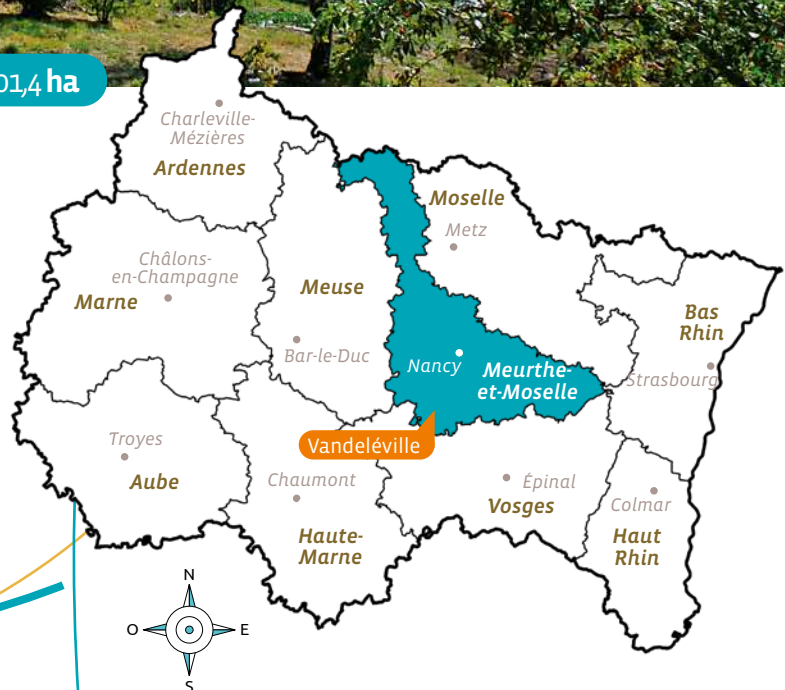 01,4 ha
Charleville-
Mézières
Ardennes
Moselle
Metz
Châlons-
en-Champagne
Marne
Meuse
Bas
Rhin
Bar-le-Duc
Nancy
Meurthe-
et-Moselle
Strasbourg
Troyes
Aube
Vandeléville
Chaumont
Épinal
Vosges
Colmar
Haute-
Marne
Haut
Rhin
N
O
E
S